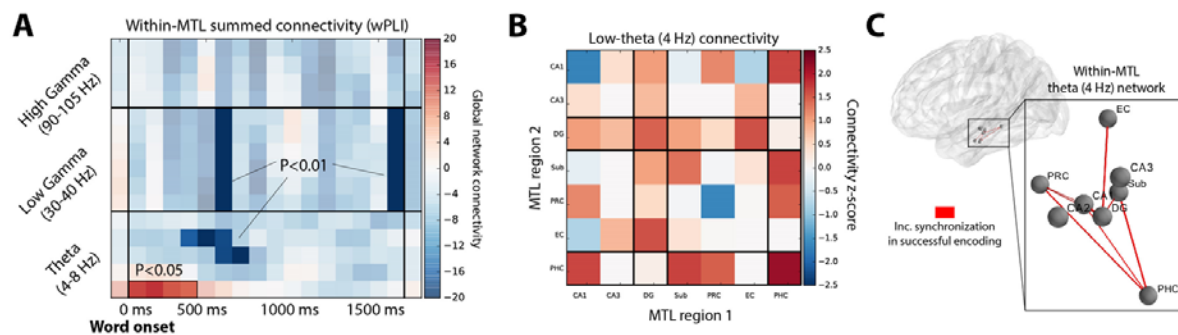 A
Within-MTL summed connectivity (wPLI)
High Gamma
(90-105 Hz)
Low Gamma
(30-40 Hz)
Theta
(4-8 Hz)
P<0.01
P<0.05
0 ms
500 ms
1000 ms
1500 ms
Word onset
20
16
12
8
4
0
−4
−8
−12
−16
−20
Global network connectivity
B
Low-theta (4 Hz) connectivity
MTL region 2
CA1
CA3
DG
Sub
PRC
EC
PHC
CA1
CA3
DG
Sub
PRC
EC
PHC
MTL region 1
2.5
2.0
1.5
1.0
0.5
0.0
−0.5
−1.0
−1.5
−2.0
−2.5
Connectivity z-score
C
Within-MTL
theta (4 Hz) network
EC
CA3
Sub
PRC
CA
CA2
DG
PHC
Inc. synchronization
in successful encoding